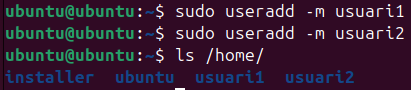 ubuntu@ubuntu:~$ sudo useradd -m usuari1
ubuntu@ubuntu:~$ sudo useradd -m usuari2
ubuntu@ubuntu:~$ ls /home/
installer  ubuntu  usuari1  usuari2